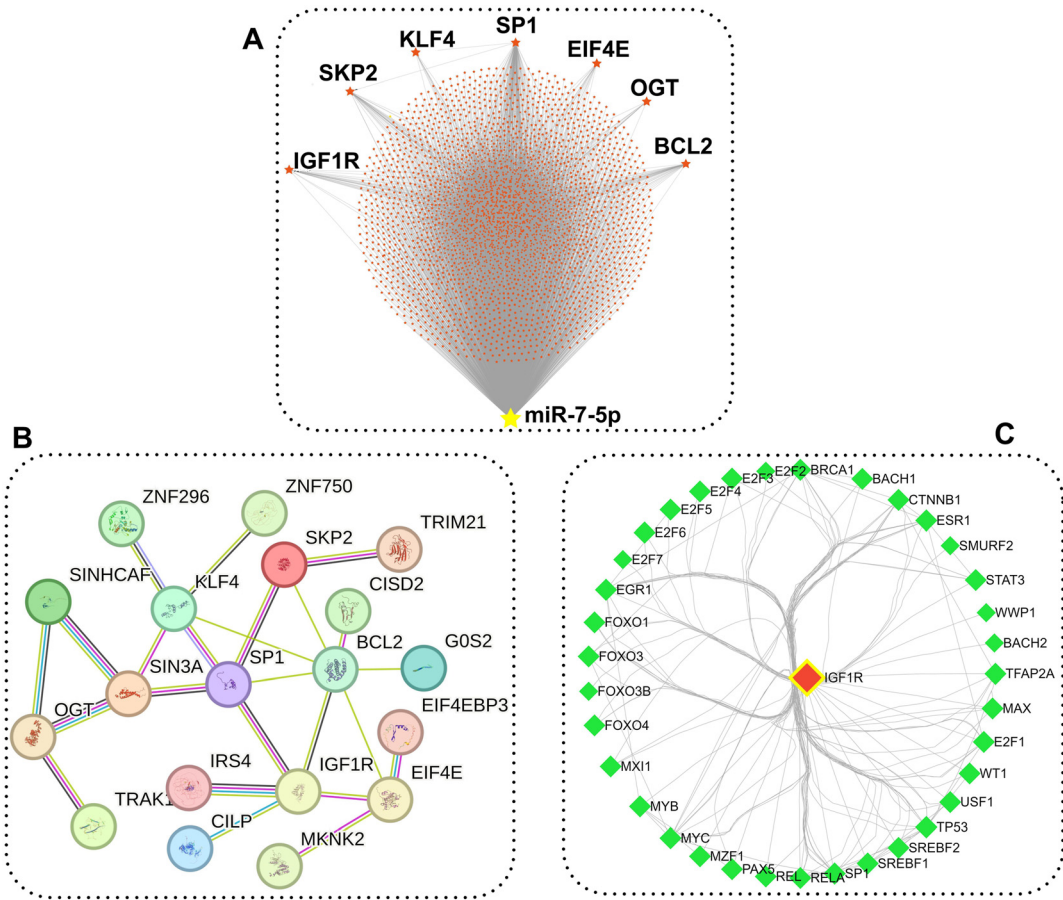 A
SP1
KLF4
EIF4E
SKP2
OGT
BCL2
IGF1R
miR-7-5p
B
ZNF296
ZNF750
SKP2
TRIM21
SINHCAF
KLF4
CISD2
BCL2
G0S2
SIN3A
SP1
OGT
EIF4EBP3
IRS4
IGF1R
EIF4E
TRAK1
CILP
MKNK2
C
E2F2
BRCA1
E2F3
BACH1
E2F4
CTNNB1
E2F5
ESR1
E2F6
SMURF2
E2F7
STAT3
EGR1
WWP1
FOXO1
BACH2
FOXO3
TFAP2A
IGF1R
FOXO3B
MAX
FOXO4
E2F1
MXI1
WT1
MYB
USF1
MYC
TP53
MZF1
SREBF2
PAX5
SREBF1
REL
RELA
SP1